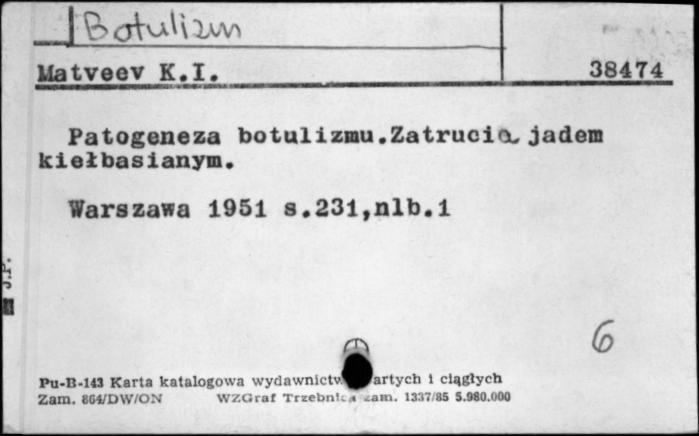 Botulizm
Matveev K.I. 38474
Patogeneza botulizmu.Zatrucia jadem
kiełbasianym.
Warszawa 1951 s.231,nlb.1
J.P.
6
Pu-B-143 Karta katalogowa wydawnictw artych i ciągłych
Zam. 864/DW/ON WZGraf Trzebnica zam. 1337/85 5.980.000